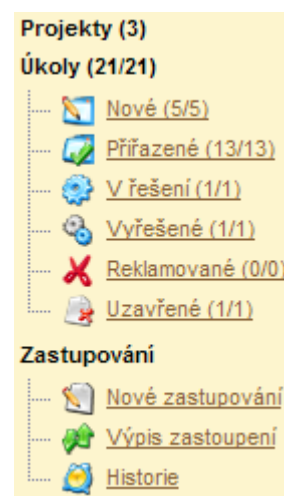 Projekty (3)
Úkoly (21/21)
Nové (5/5)
Přiřazené (13/13)
V řešení (1/1)
Vyřešené (1/1)
Reklamované (0/0)
Uzavřené (1/1)
Zastupování
Nové zastupování
Výpis zastoupení
Historie